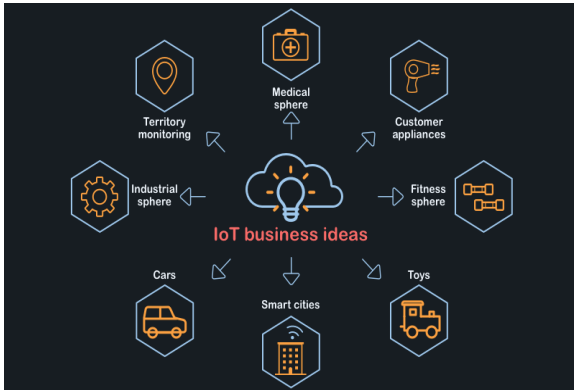 Medical
sphere
Territory
monitoring
Customer
appliances
Industrial
sphere
Fitness
sphere
IoT business ideas
Cars
Smart cities
Toys